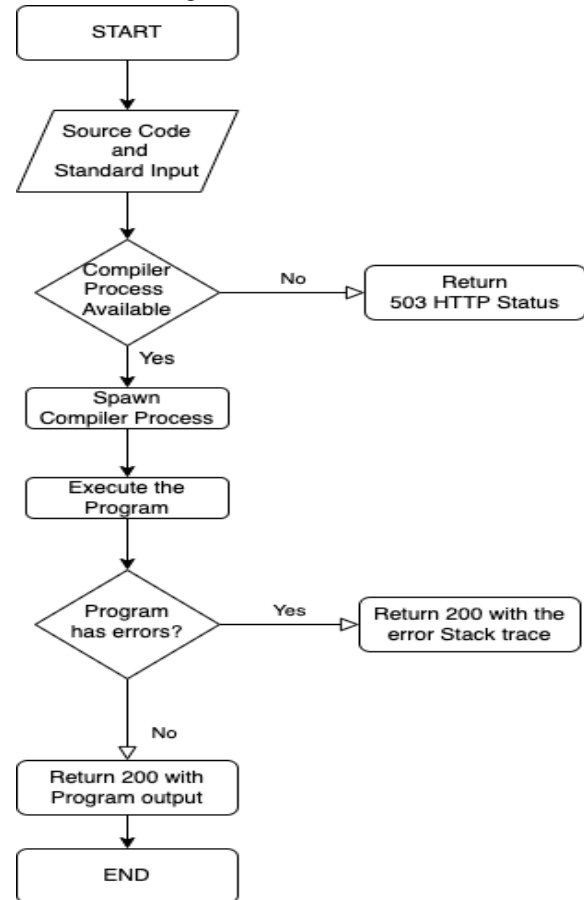 START
Source Code
and
Standard Input
Compiler
Process
Available
No
Return
503 HTTP Status
Yes
Spawn
Compiler Process
Execute the
Program
Program
has errors?
Yes
Return 200 with the
error Stack trace
No
Return 200 with
Program output
END